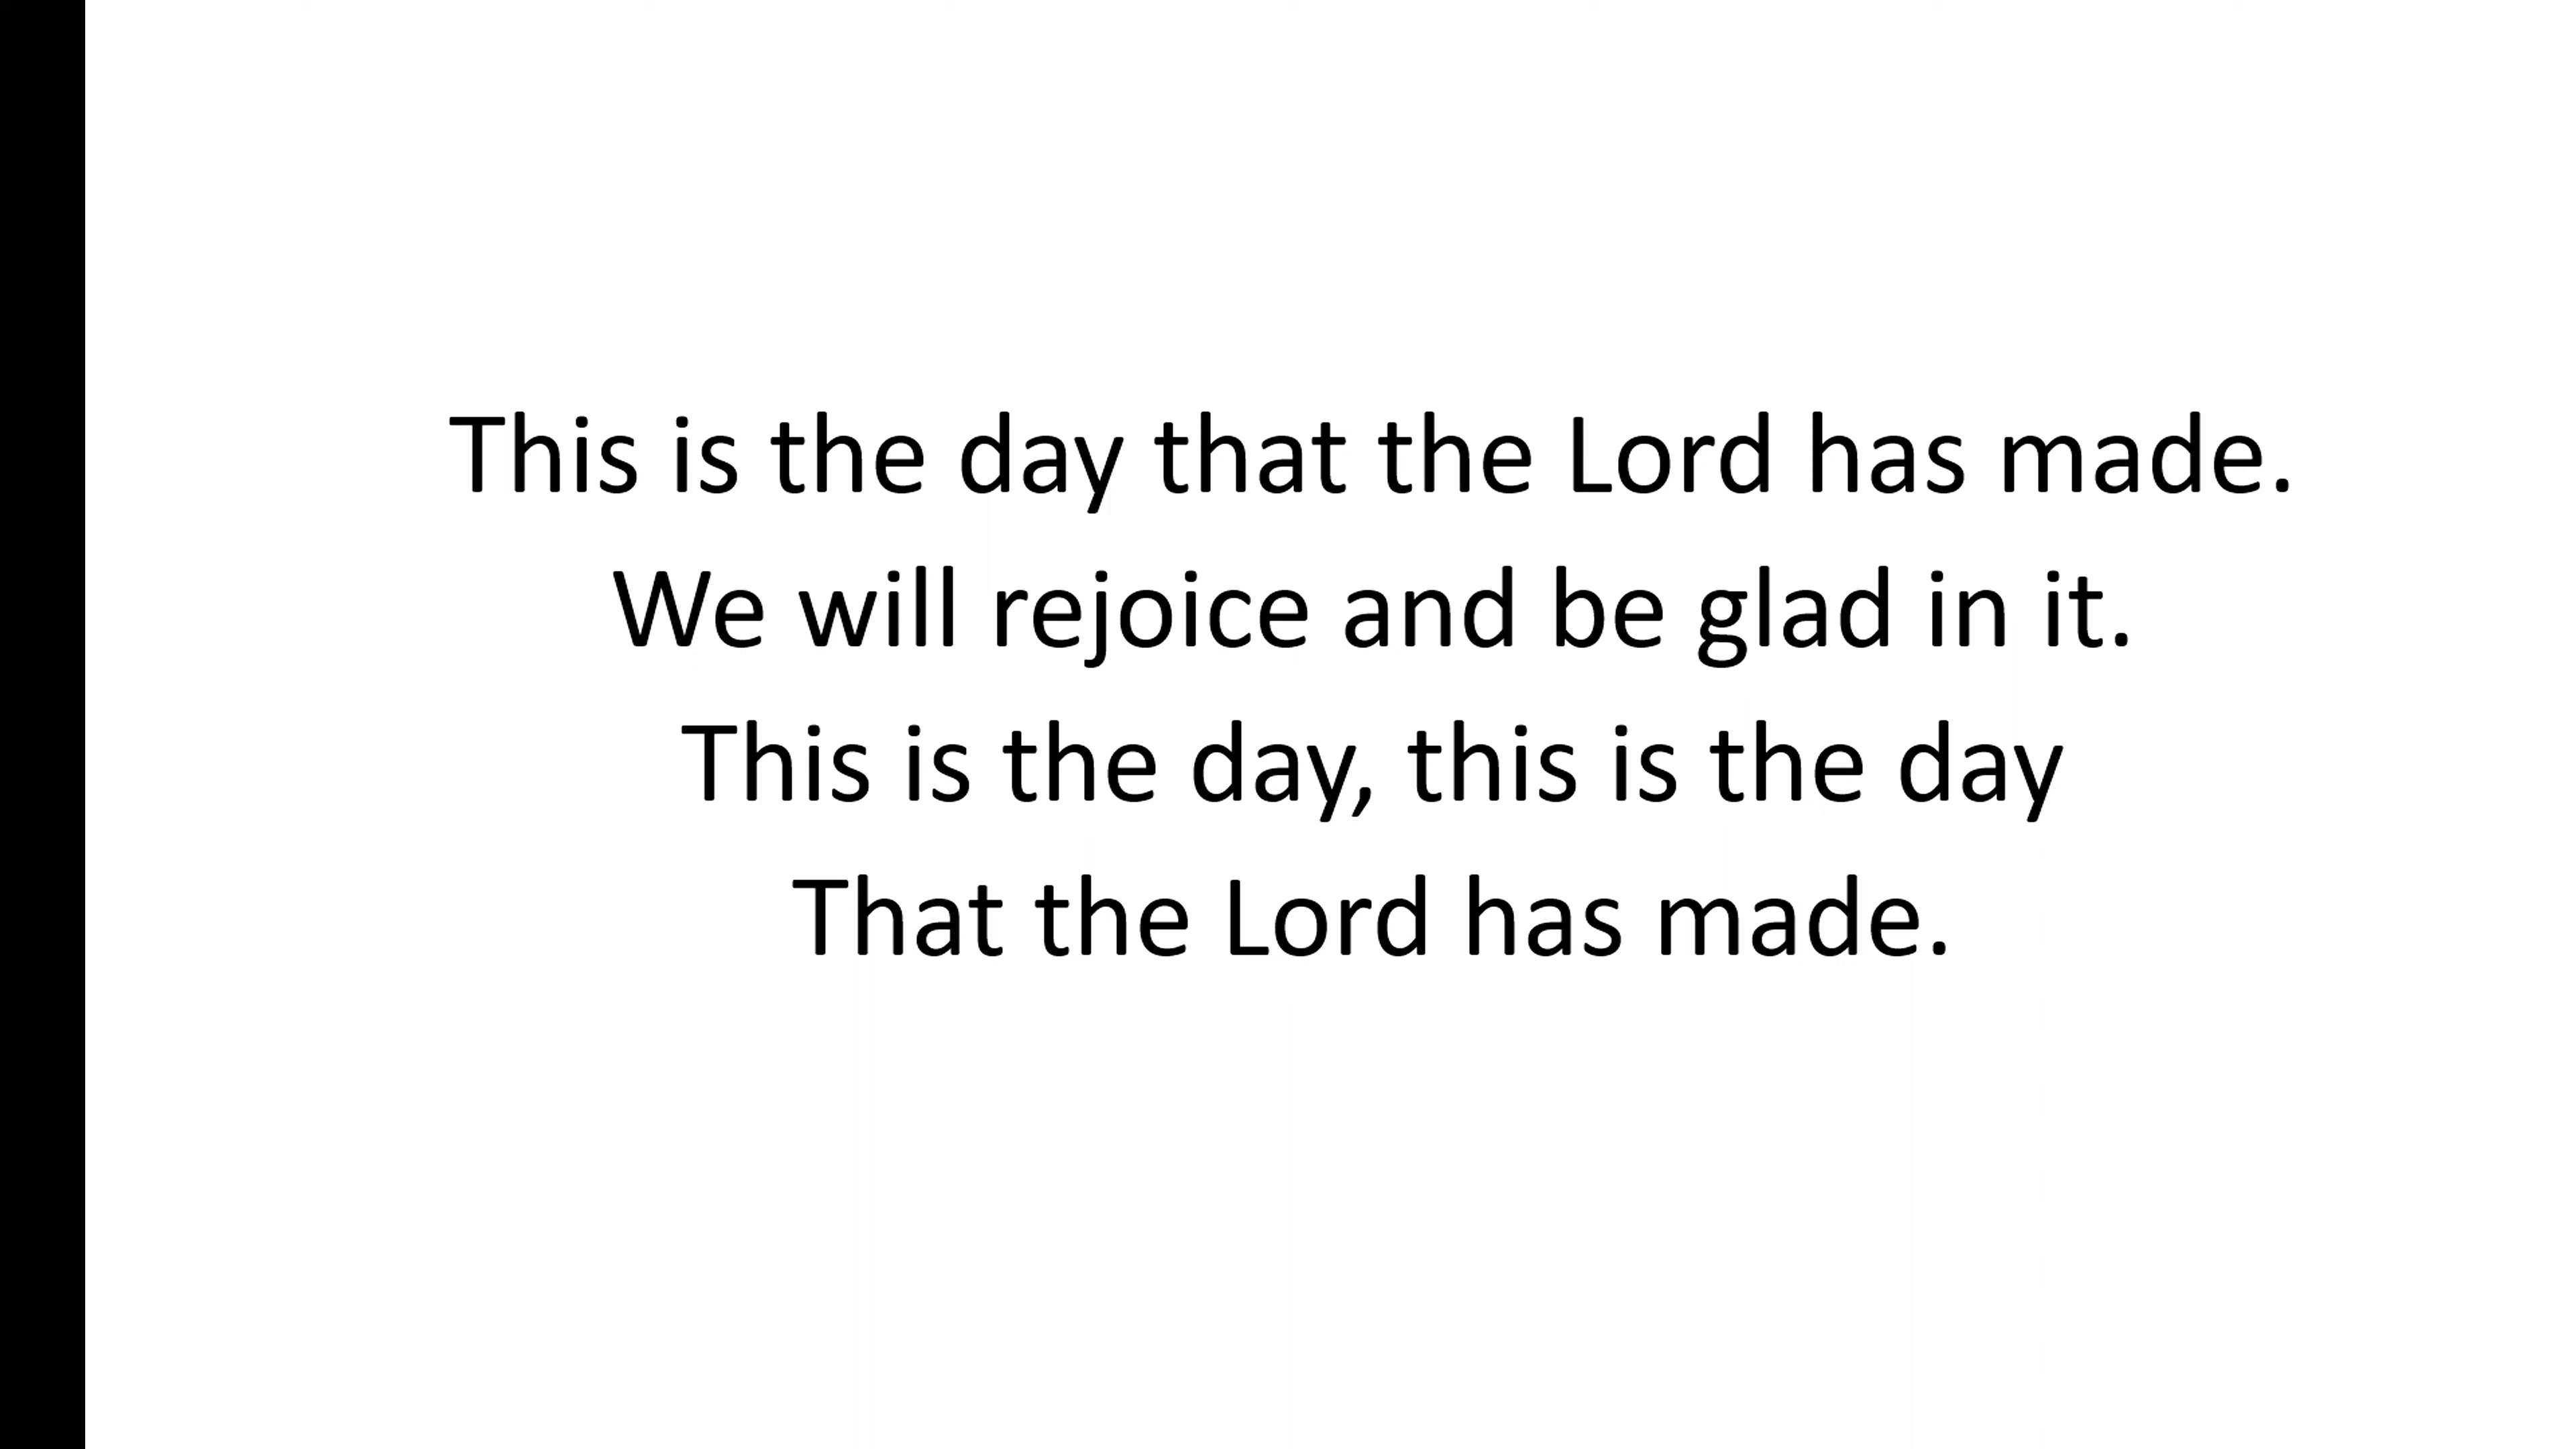 This is the day that the Lord has made.
We will rejoice and be glad in it.
This is the day, this is the day
That the Lord has made.